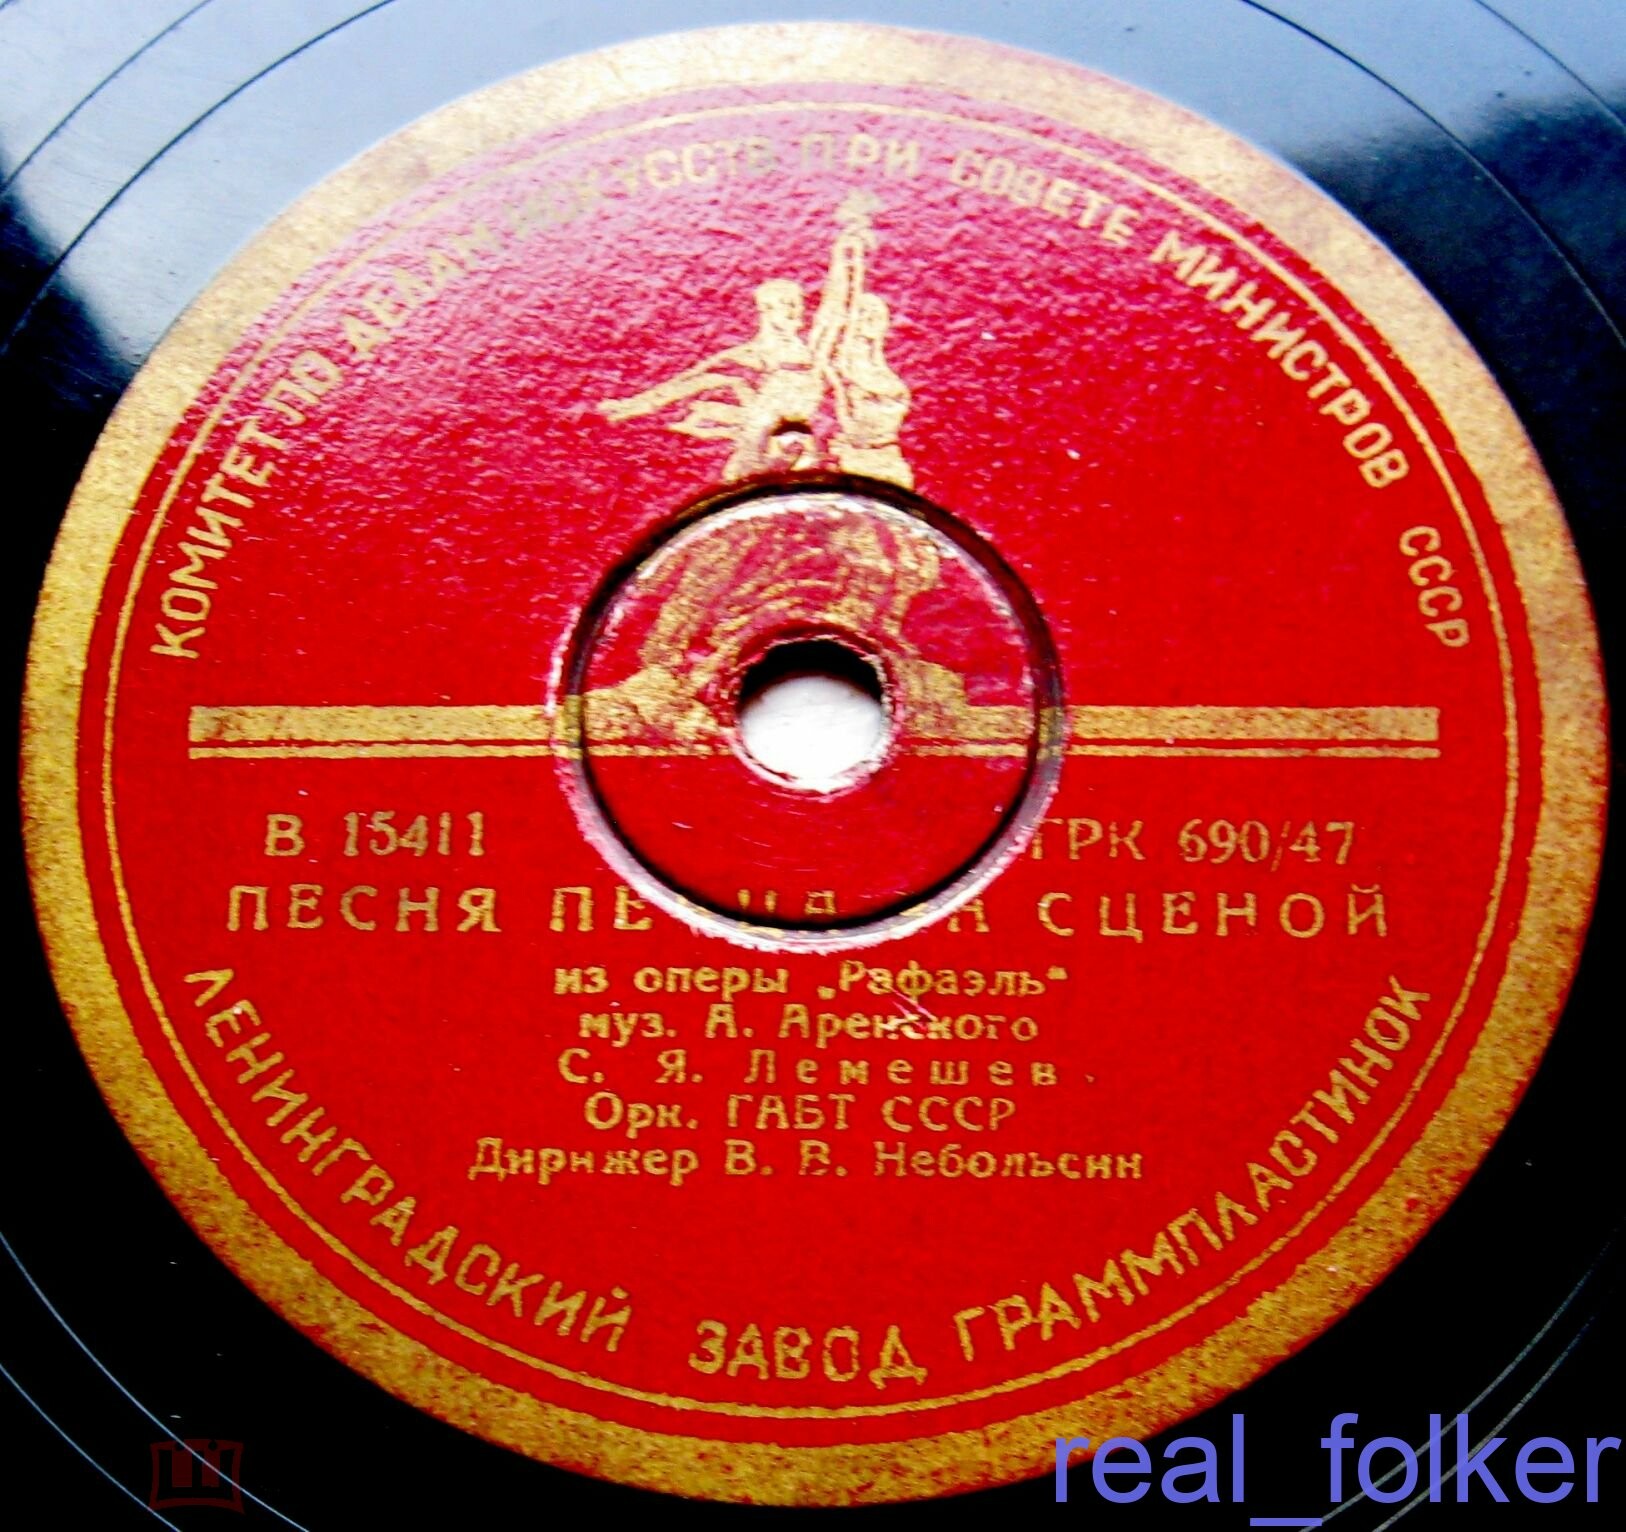 КОМИТЕТ ПО ДЕЛАМ ИСКУССТВ ПРИ СОВЕТЕ МИНИСТРОВ СССР
В 15411 ГРК 690/47
ПЕСНЯ СЦЕНОЙ
из оперы „Рафаэль“
муз. А. Аренского
С. Я. Лемешев
Орк. ГАБТ СССР
Дирижер В. В. Небольсин
ЛЕНИНГРАДСКИЙ ЗАВОД ГРАММПЛАСТИНОК
real_folker